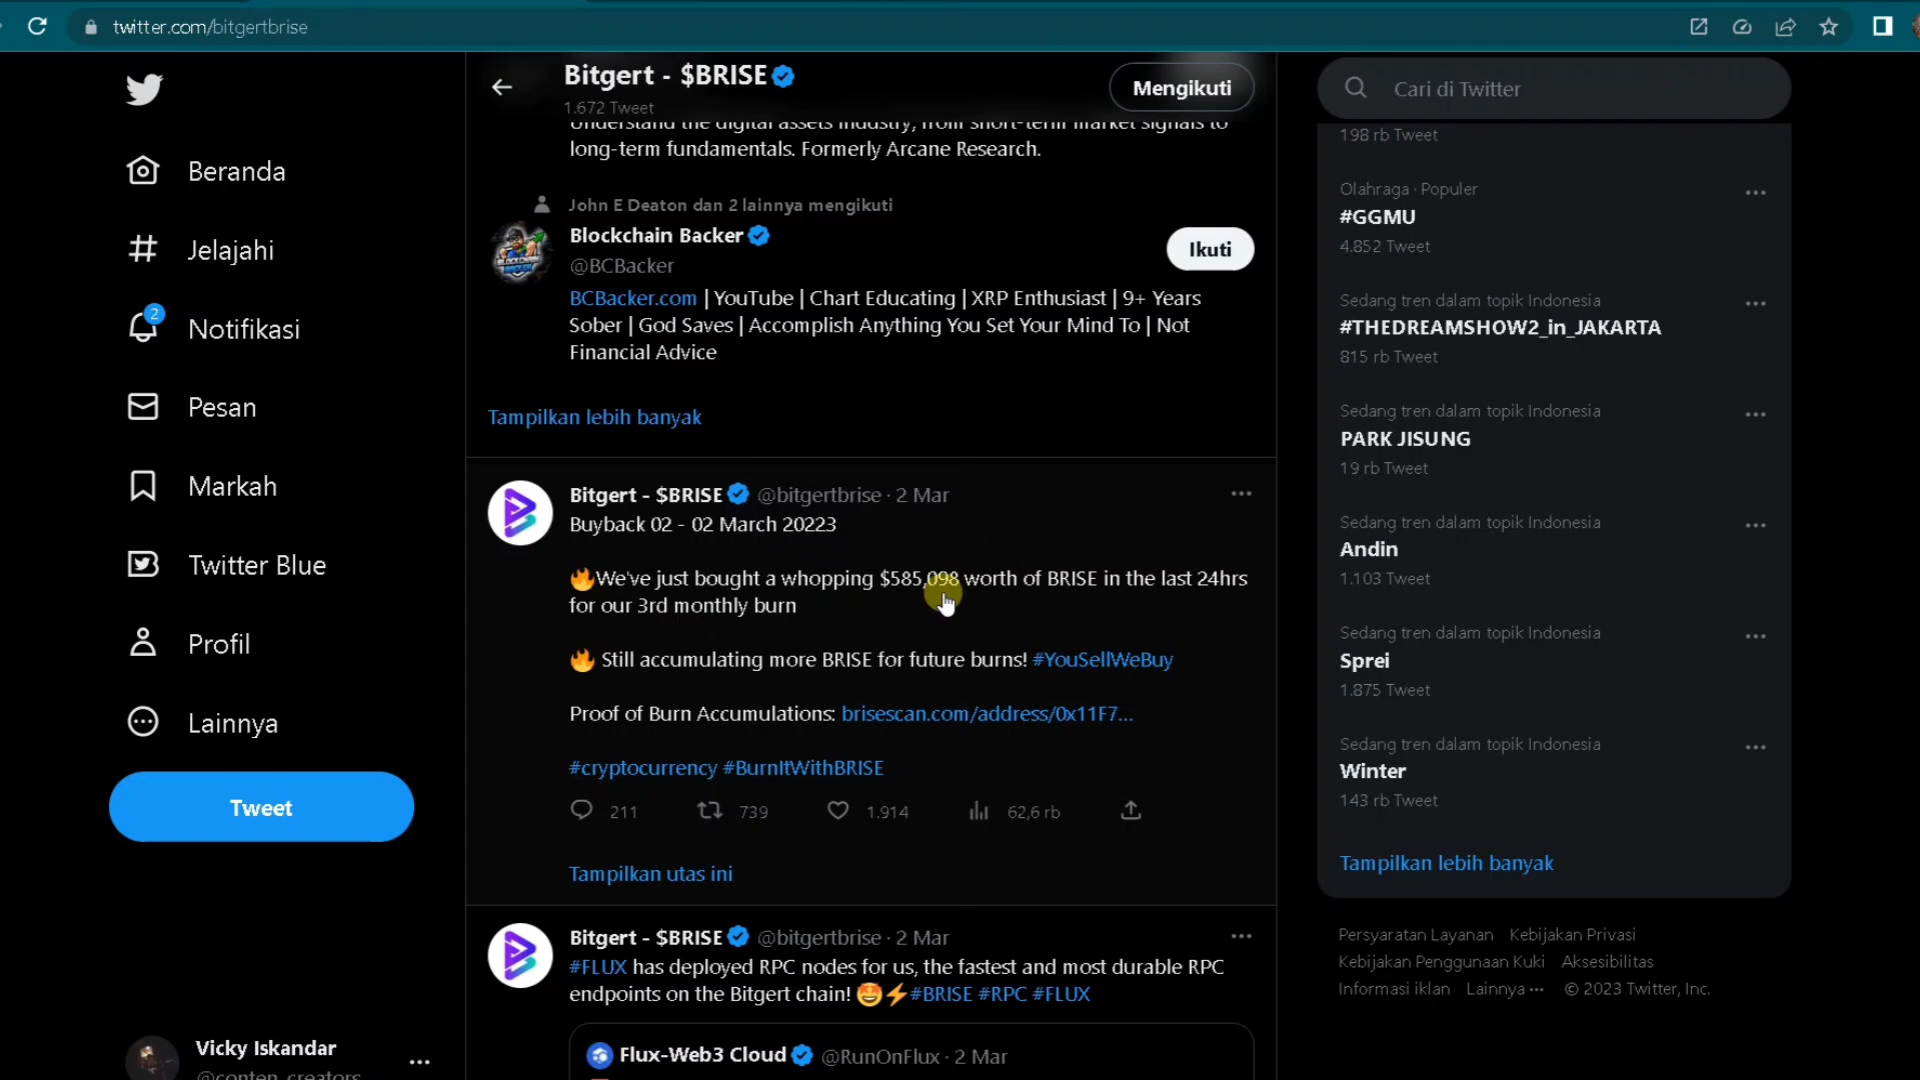 twitter.com/bitgertbrise
Beranda
Jelajahi
2
Notifikasi
Pesan
Markah
Twitter Blue
Profil
Lainnya
Tweet
Vicky Iskandar
@conten_creators
Bitgert - $BRISE
1.672 Tweet
Mengikuti
Understand the digital assets industry, from short-term market signals to
long-term fundamentals. Formerly Arcane Research.
John E Deaton dan 2 lainnya mengikuti
Blockchain Backer
@BCBacker
Ikuti
BCBacker.com | YouTube | Chart Educating | XRP Enthusiast | 9+ Years
Sober | God Saves | Accomplish Anything You Set Your Mind To | Not
Financial Advice
Tampilkan lebih banyak
Bitgert - $BRISE @bitgertbrise · 2 Mar
Buyback 02 - 02 March 20223
🔥We've just bought a whopping $585,098 worth of BRISE in the last 24hrs
for our 3rd monthly burn
🔥 Still accumulating more BRISE for future burns! #YouSellWeBuy
Proof of Burn Accumulations: brisescan.com/address/0x11F7...
#cryptocurrency #BurnItWithBRISE
211 739 1.914 62,6 rb
Tampilkan utas ini
Bitgert - $BRISE @bitgertbrise · 2 Mar
#FLUX has deployed RPC nodes for us, the fastest and most durable RPC
endpoints on the Bitgert chain! 🤩⚡#BRISE #RPC #FLUX
Flux-Web3 Cloud @RunOnFlux · 2 Mar
Cari di Twitter
198 rb Tweet
Olahraga · Populer
#GGMU
4.852 Tweet
Sedang tren dalam topik Indonesia
#THEDREAMSHOW2_in_JAKARTA
815 rb Tweet
Sedang tren dalam topik Indonesia
PARK JISUNG
19 rb Tweet
Sedang tren dalam topik Indonesia
Andin
1.103 Tweet
Sedang tren dalam topik Indonesia
Sprei
1.875 Tweet
Sedang tren dalam topik Indonesia
Winter
143 rb Tweet
Tampilkan lebih banyak
Persyaratan Layanan Kebijakan Privasi
Kebijakan Penggunaan Kuki Aksesibilitas
Informasi iklan Lainnya ··· © 2023 Twitter, Inc.